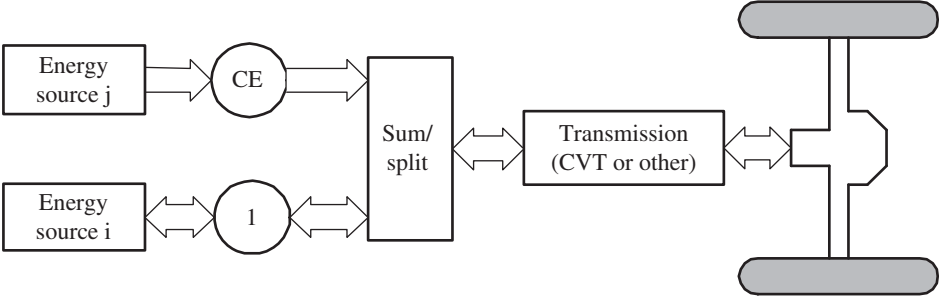 Energy
source j
CE
Sum/
split
Transmission
(CVT or other)
Energy
source i
1